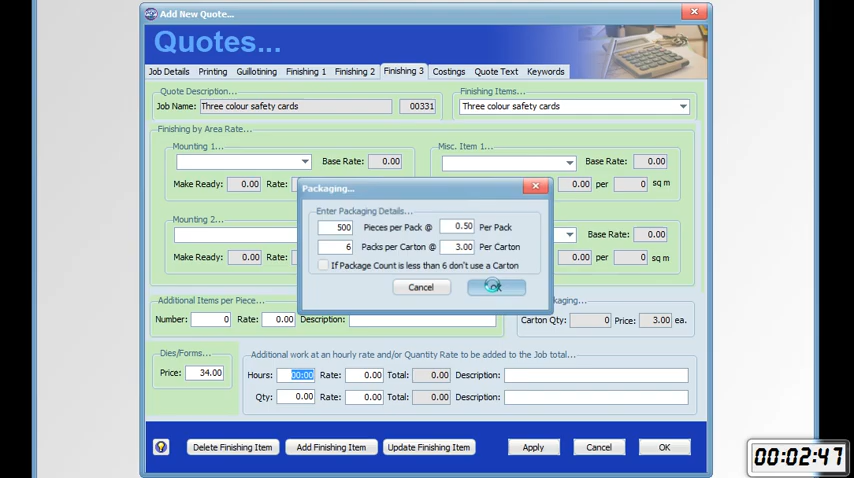 Add New Quote...
Quotes...
Job Details Printing Guillotining Finishing 1 Finishing 2 Finishing 3 Costings Quote Text Keywords
Quote Description... Finishing Items...
Job Name: Three colour safety cards 00331 Three colour safety cards
Finishing by Area Rate...
Mounting 1... Misc. Item 1...
Base Rate: 0.00 Base Rate: 0.00
Make Ready: 0.00 Rate: 0.00 per 0 sq m
Packaging...
Enter Packaging Details...
500 Pieces per Pack @ 0.50 Per Pack
6 Packs per Carton @ 3.00 Per Carton
If Package Count is less than 6 don't use a Carton
Cancel
Mounting 2...
Base Rate: 0.00
Make Ready: 0.00 Rate: 0.00 per 0 sq m
Additional Items per Piece...
Number: 0 Rate: 0.00 Description: Carton Qty: 0 Price: 3.00 ea.
Dies/Forms... Additional work at an hourly rate and/or Quantity Rate to be added to the Job total...
Price: 34.00 Hours: 00:00 Rate: 0.00 Total: 0.00 Description:
Qty: 0.00 Rate: 0.00 Total: 0.00 Description:
Delete Finishing Item Add Finishing Item Update Finishing Item Apply Cancel OK
00:02:47